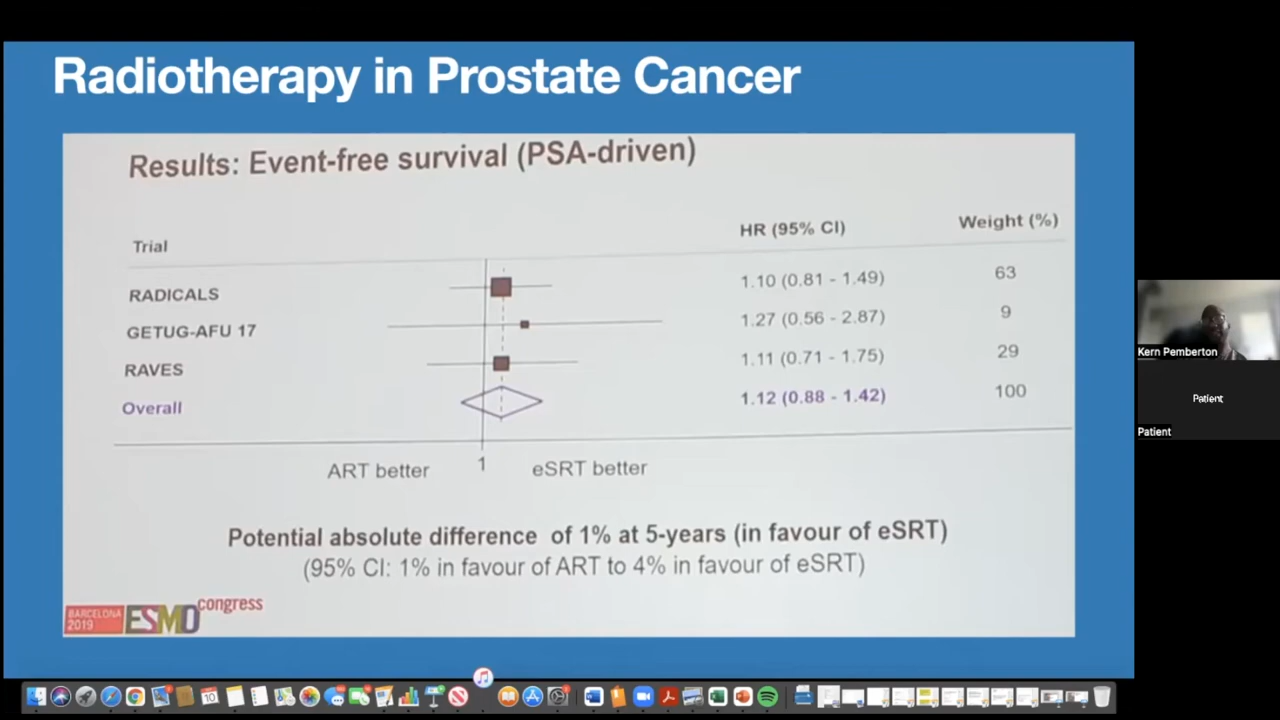 Radiotherapy in Prostate Cancer
Results: Event-free survival (PSA-driven)
Trial HR (95% CI) Weight (%)
RADICALS 1.10 (0.81 - 1.49) 63
GETUG-AFU 17 1.27 (0.56 - 2.87) 9
RAVES 1.11 (0.71 - 1.75) 29
Overall 1.12 (0.88 - 1.42) 100
ART better 1 eSRT better
Potential absolute difference of 1% at 5-years (in favour of eSRT)
(95% CI: 1% in favour of ART to 4% in favour of eSRT)
BARCELONA
2019
ESMO congress
Kern Pemberton
Patient
Patient
10